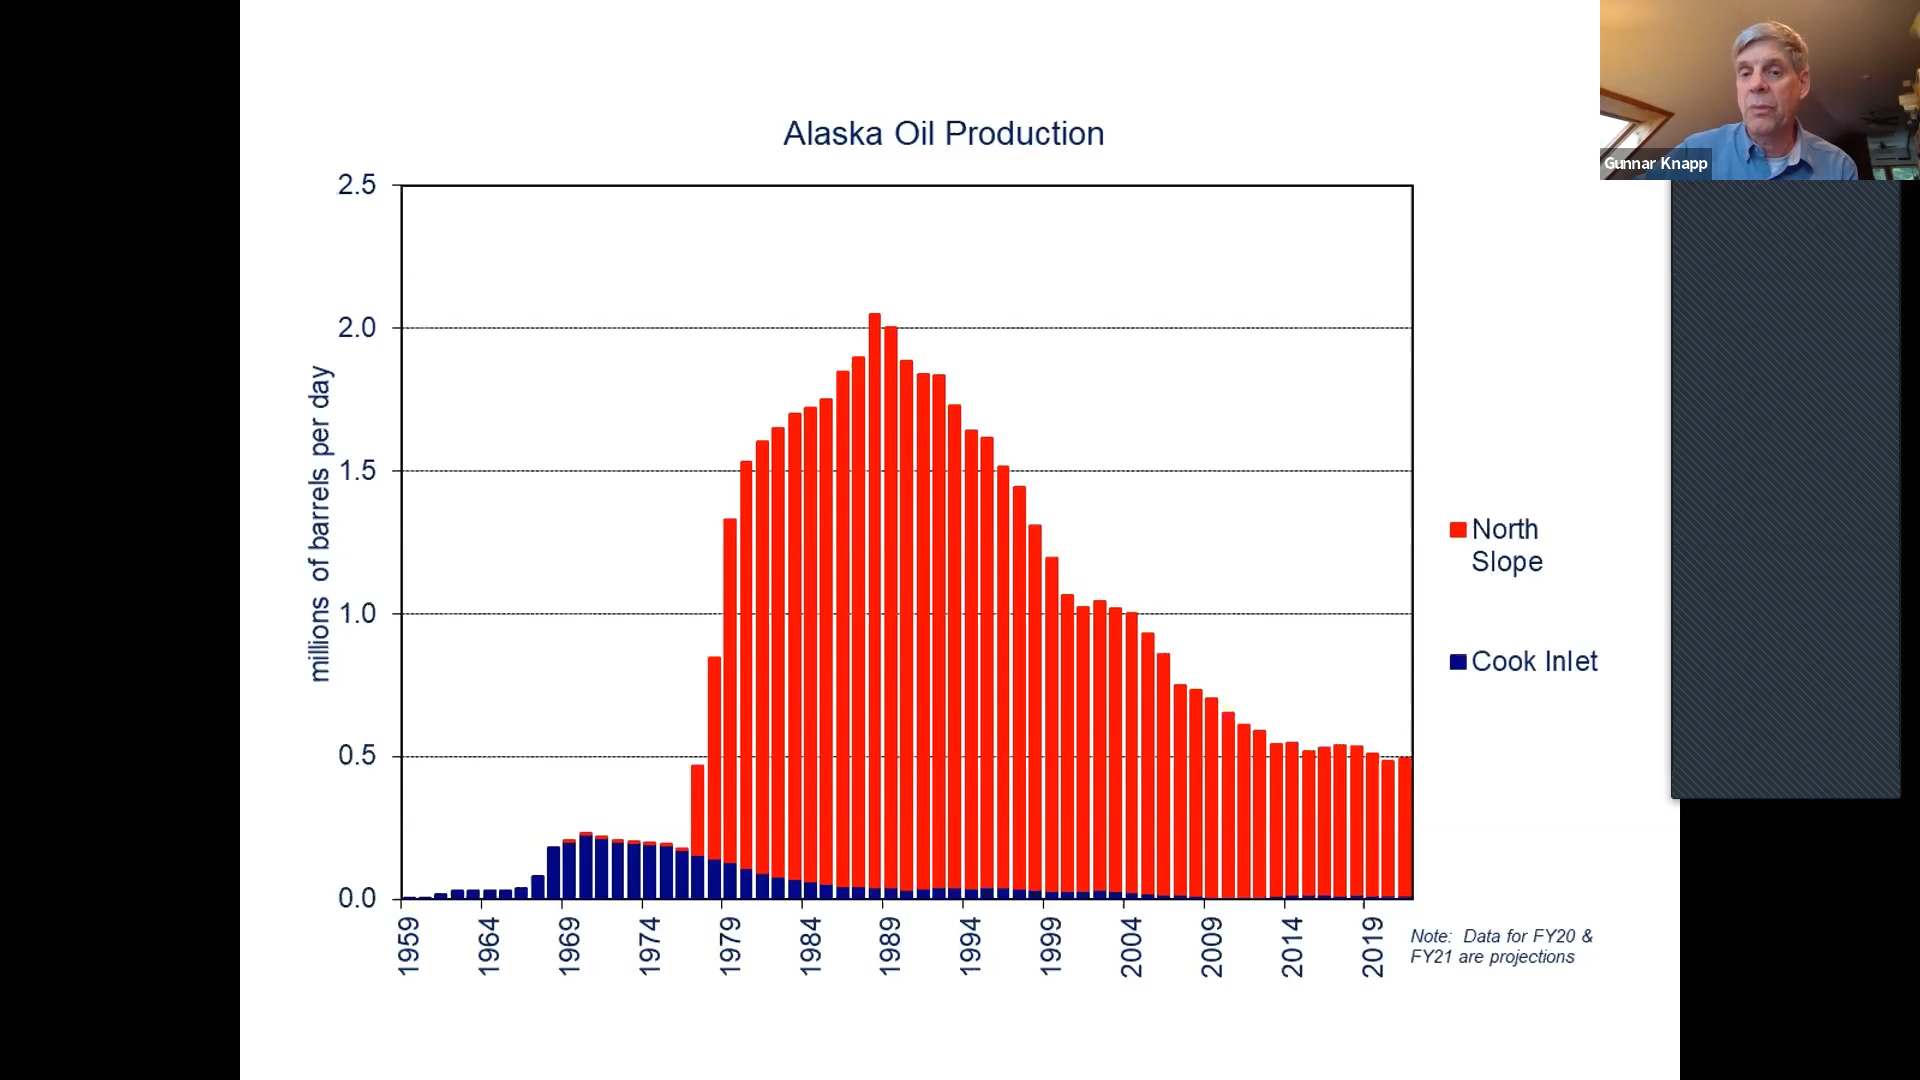 Gunnar Knapp
Alaska Oil Production
millions of barrels per day
2.5
2.0
1.5
1.0
0.5
0.0
1959
1964
1969
1974
1979
1984
1989
1994
1999
2004
2009
2014
2019
North
Slope
Cook Inlet
Note: Data for FY20 &
FY21 are projections